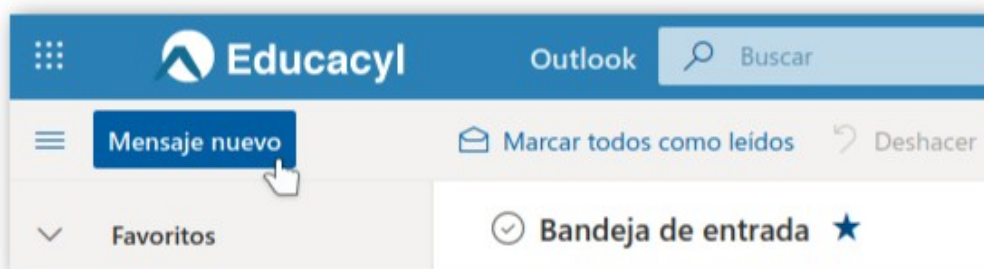 Educacyl Outlook Buscar
Mensaje nuevo Marcar todos como leídos Deshacer
Favoritos Bandeja de entrada